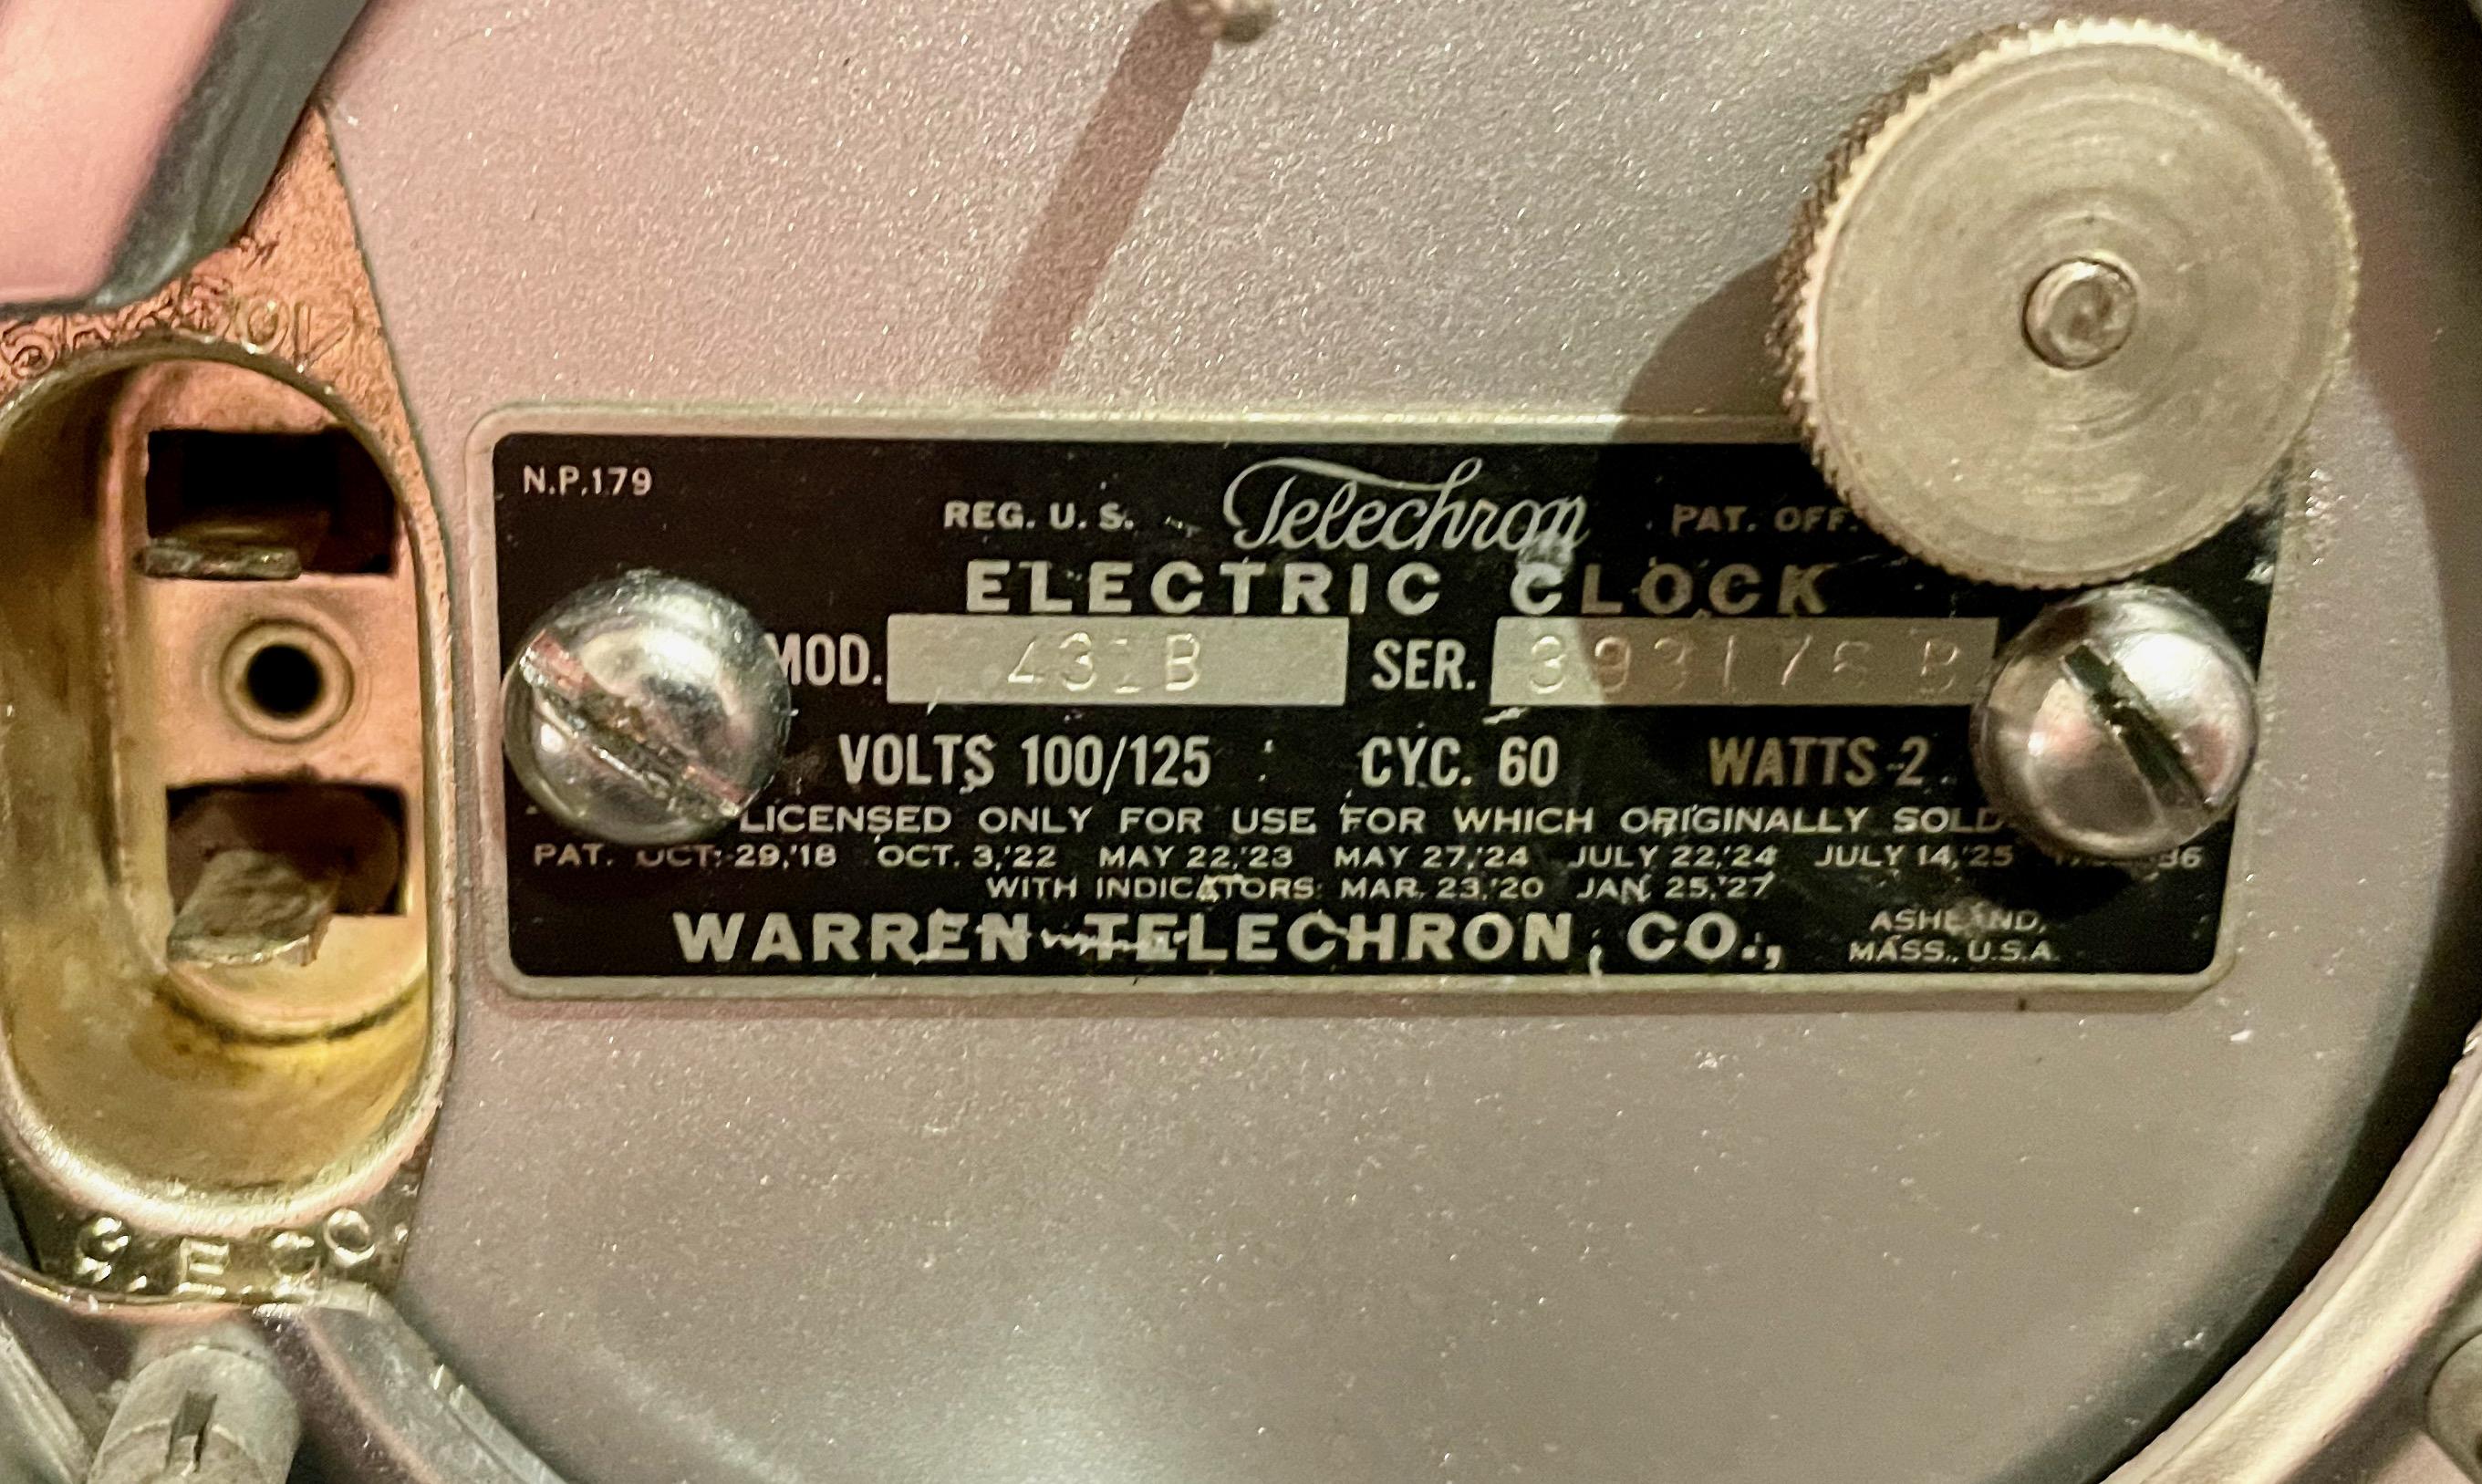 N.P.179
REG. U. S. Telechron PAT. OFF.
ELECTRIC CLOCK
MOD. 431B SER.
VOLTS 100/125 CYC. 60 WATTS 2
LICENSED ONLY FOR USE FOR WHICH ORIGINALLY SOLD
PAT. OCT. 29,'18 OCT. 3,'22 MAY 22,'23 MAY 27,'24 JULY 22,'24 JULY 14,'25
WITH INDICATORS: MAR. 23,'20 JAN. 25,'27
WARREN TELECHRON CO., ASHLAND,
MASS., U.S.A.
G. E CO.